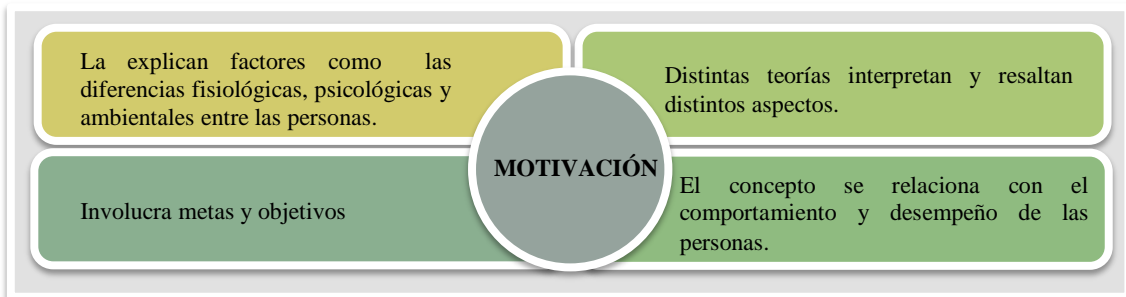 La explican factores como las
diferencias fisiológicas, psicológicas y
ambientales entre las personas.
Distintas teorías interpretan y resaltan
distintos aspectos.
MOTIVACIÓN
Involucra metas y objetivos
El concepto se relaciona con el
comportamiento y desempeño de las
personas.